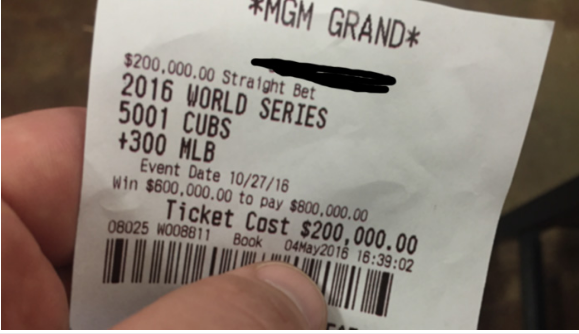 *MGM GRAND*
$200,000.00 Straight Bet
2016 WORLD SERIES
5001 CUBS
+300 MLB
Event Date 10/27/16
Win $600,000.00 to pay $800,000.00
Ticket Cost $200,000.00
08025 W008811 Book 04May2016 16:39:02